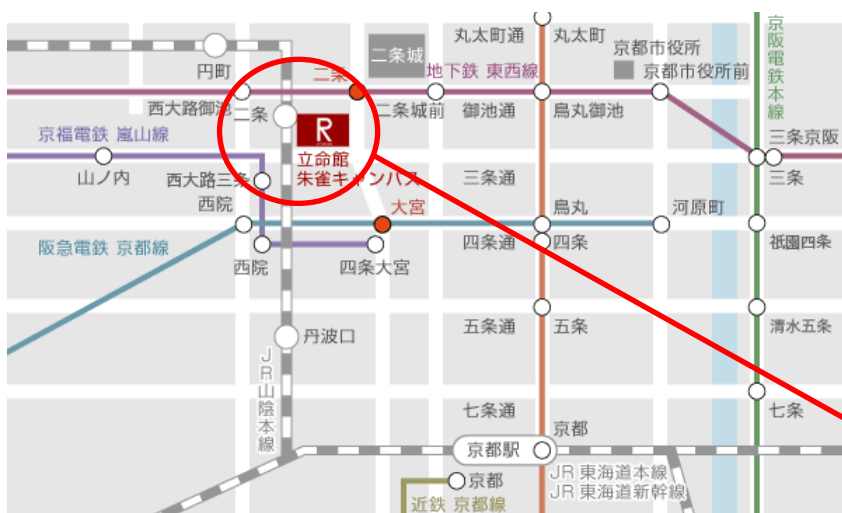 丸太町通
丸太町
京都市役所
京都市役所前
京阪電鉄本線
円町
二条
二条城
地下鉄 東西線
西大路御池
二条
二条城前
御池通
烏丸御池
R
京福電鉄 嵐山線
立命館
朱雀キャンパス
三条京阪
山ノ内
西大路三条
三条通
三条
西院
大宮
烏丸
河原町
阪急電鉄 京都線
西院
四条大宮
四条通
四条
祇園四条
丹波口
五条通
五条
清水五条
JR山陰本線
七条通
七条
京都駅
京都
京都
JR 東海道本線
JR 東海道新幹線
近鉄 京都線